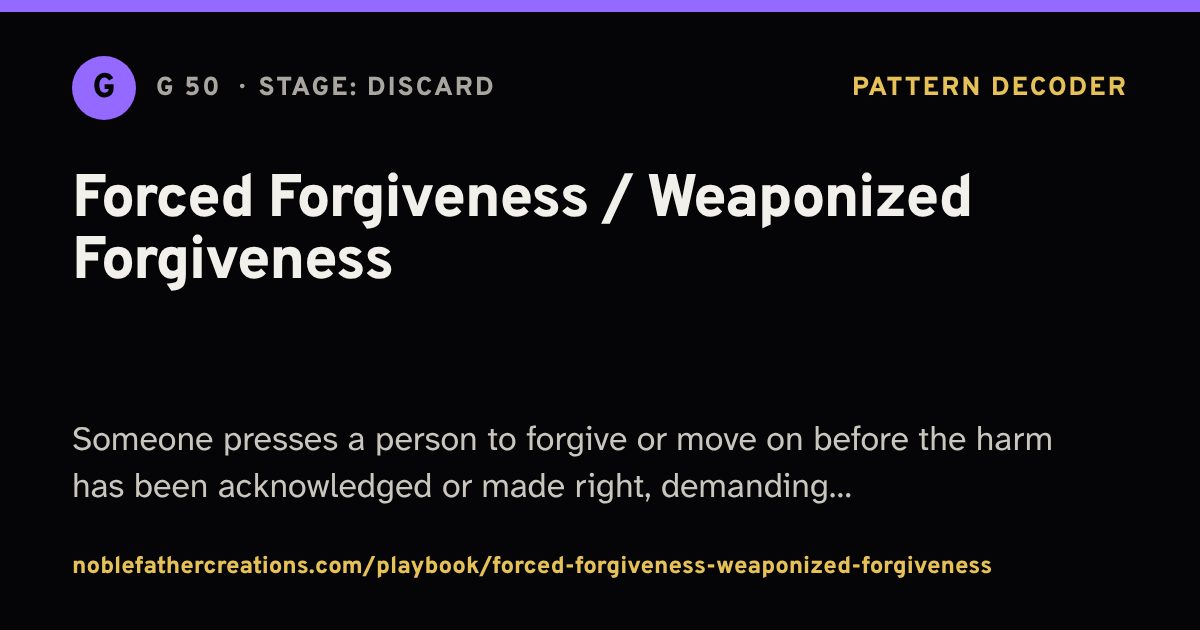 G
G 50 · STAGE: DISCARD
PATTERN DECODER
Forced Forgiveness / Weaponized
Forgiveness
Someone presses a person to forgive or move on before the harm
has been acknowledged or made right, demanding...
noblefathercreations.com/playbook/forced-forgiveness-weaponized-forgiveness